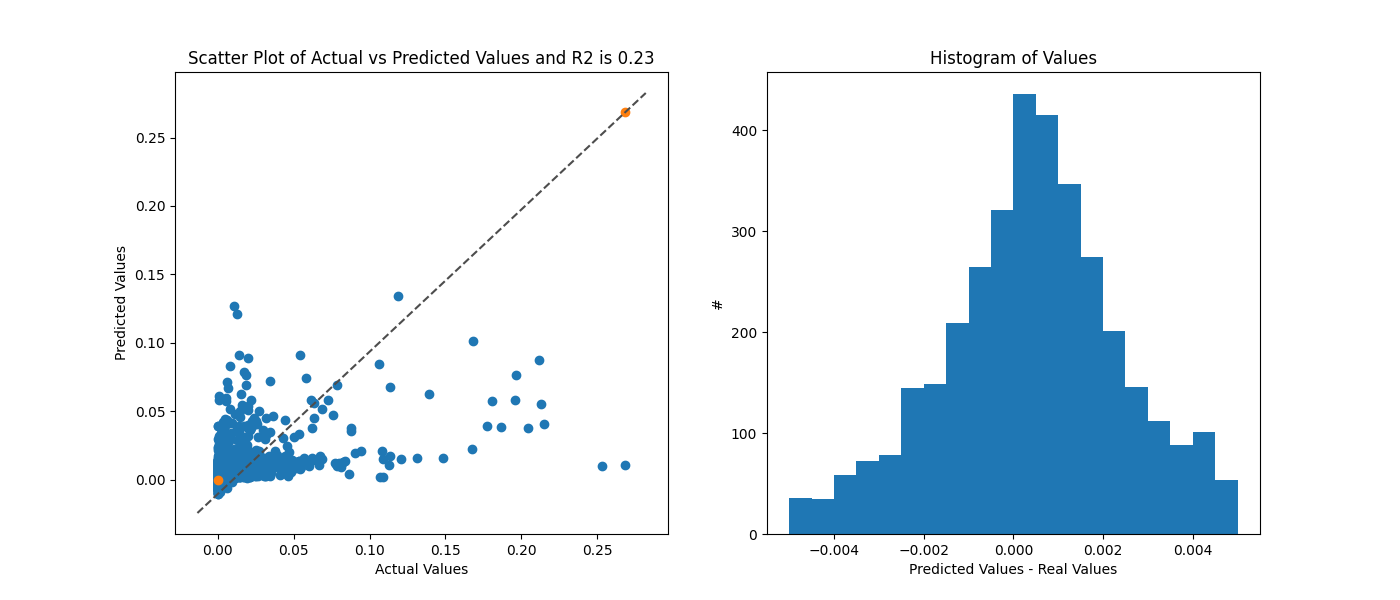 Scatter Plot of Actual vs Predicted Values and R2 is 0.23
Predicted Values
0.25
0.20
0.15
0.10
0.05
0.00
0.00 0.05 0.10 0.15 0.20 0.25
Actual Values
Histogram of Values
#
400
300
200
100
0
−0.004 −0.002 0.000 0.002 0.004
Predicted Values - Real Values